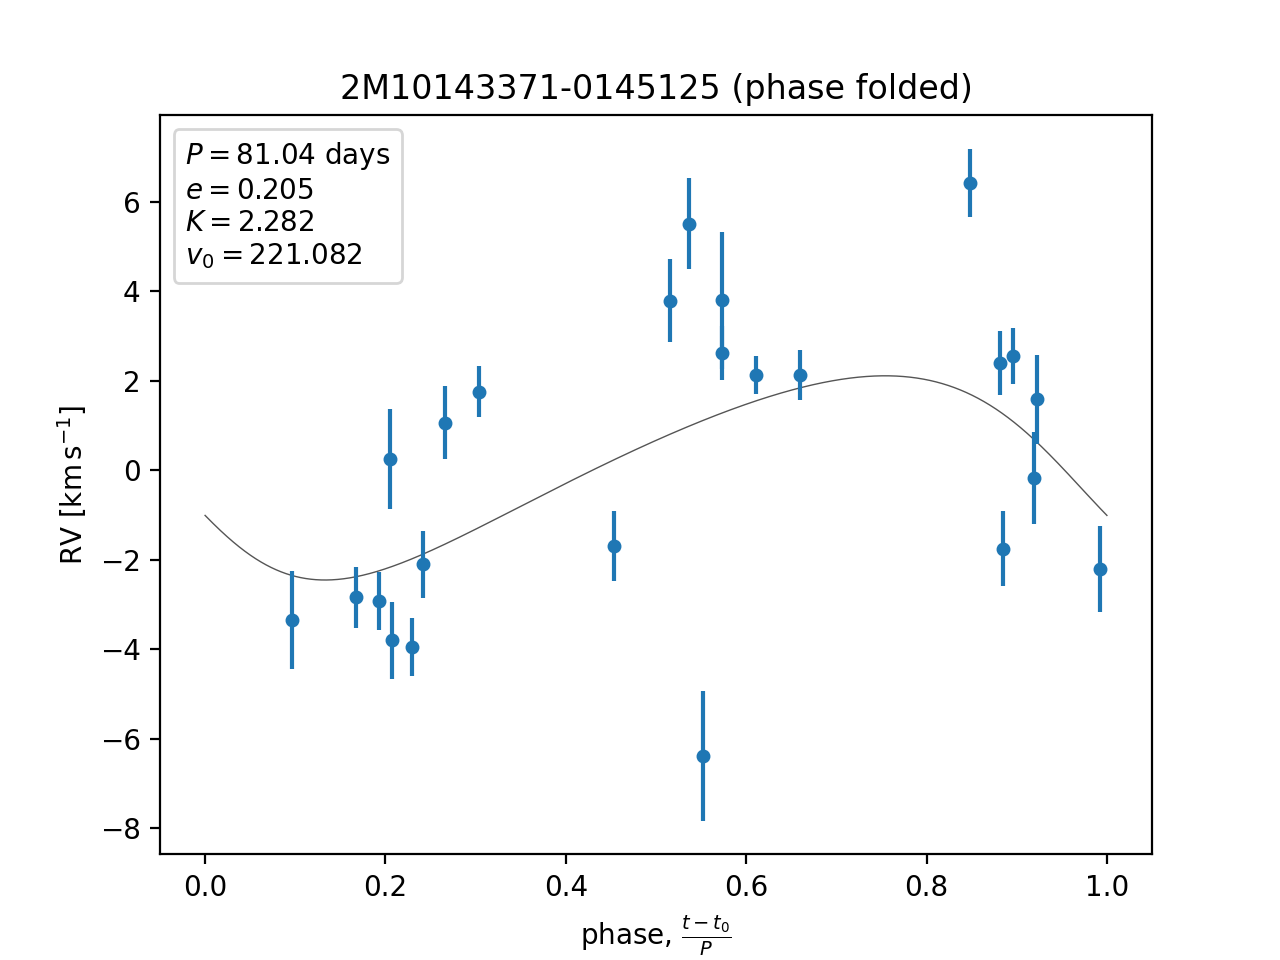 2M10143371-0145125 (phase folded)
P = 81.04 days
e = 0.205
K = 2.282
v₀ = 221.082
6
4
2
0
−2
−4
−6
−8
RV [km s⁻¹]
0.0 0.2 0.4 0.6 0.8 1.0
phase, (t − t₀)/P